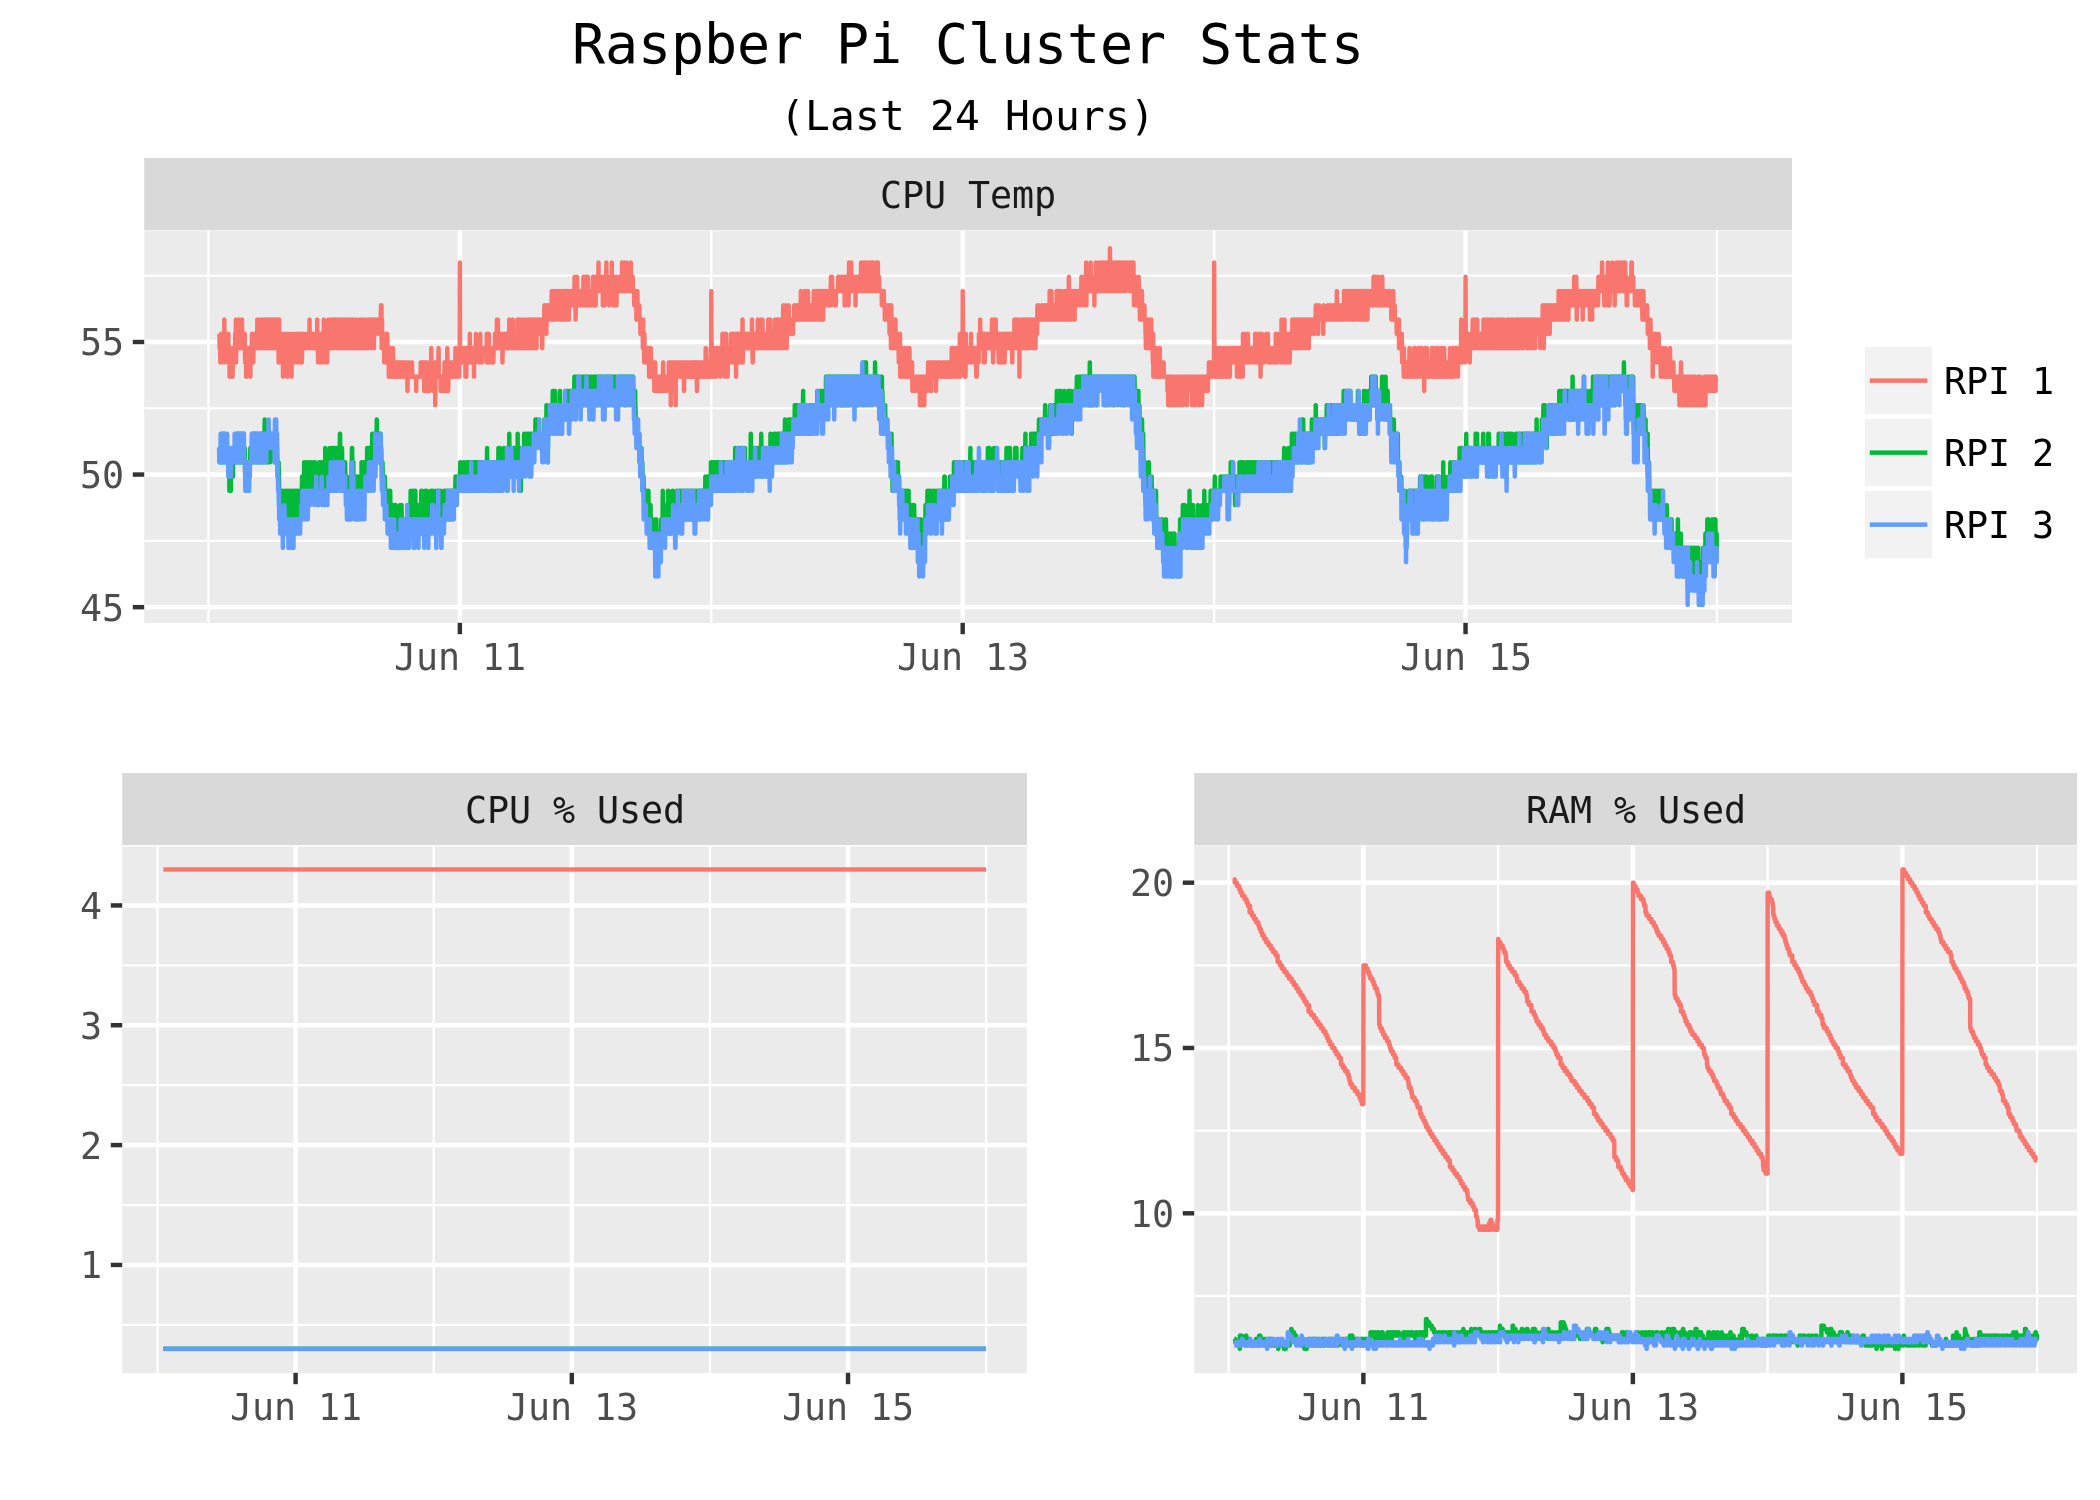 Raspber Pi Cluster Stats
(Last 24 Hours)
CPU Temp
55
50
45
Jun 11 Jun 13 Jun 15
RPI 1
RPI 2
RPI 3
CPU % Used
4
3
2
1
Jun 11 Jun 13 Jun 15
RAM % Used
20
15
10
Jun 11 Jun 13 Jun 15